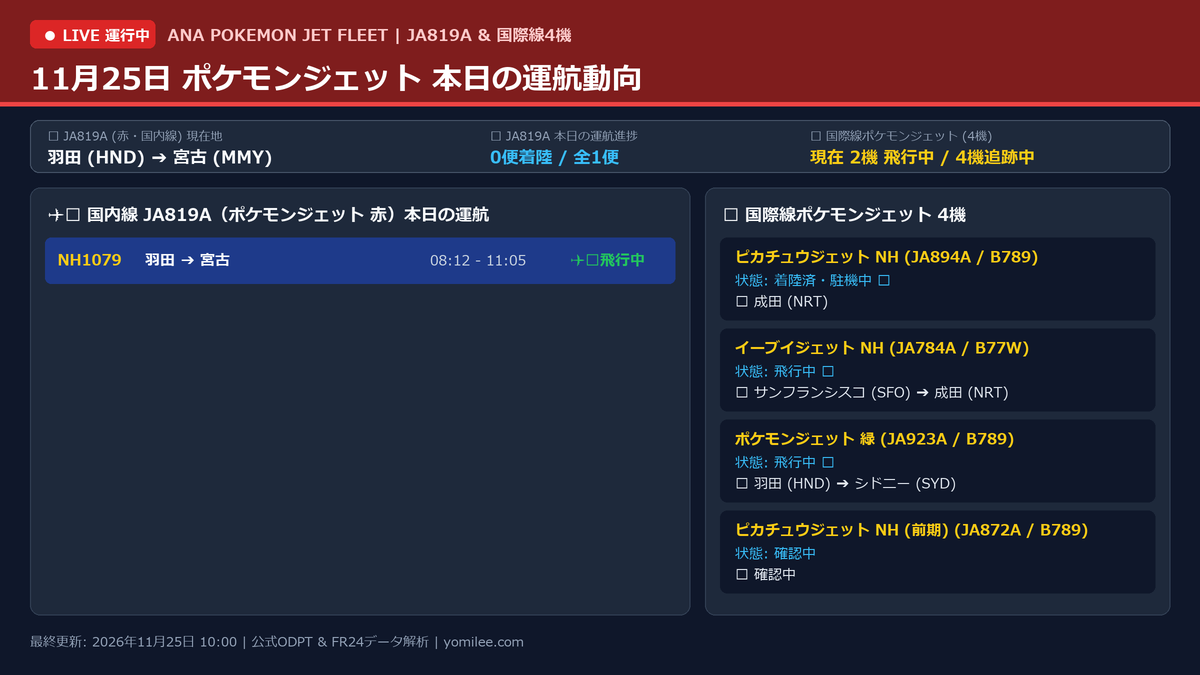 ● LIVE 運行中 ANA POKEMON JET FLEET | JA819A & 国際線4機
11月25日 ポケモンジェット 本日の運航動向
□ JA819A (赤・国内線) 現在地
羽田 (HND) → 宮古 (MMY)
□ JA819A 本日の運航進捗
0便着陸 / 全1便
□ 国際線ポケモンジェット (4機)
現在 2機 飛行中 / 4機追跡中
✈□ 国内線 JA819A（ポケモンジェット 赤）本日の運航
NH1079 羽田 → 宮古 08:12 - 11:05 ✈□飛行中
□ 国際線ポケモンジェット 4機
ピカチュウジェット NH (JA894A / B789)
状態: 着陸済・駐機中 □
□ 成田 (NRT)
イーブイジェット NH (JA784A / B77W)
状態: 飛行中 □
□ サンフランシスコ (SFO) → 成田 (NRT)
ポケモンジェット 緑 (JA923A / B789)
状態: 飛行中 □
□ 羽田 (HND) → シドニー (SYD)
ピカチュウジェット NH (前期) (JA872A / B789)
状態: 確認中
□ 確認中
最終更新: 2026年11月25日 10:00 | 公式ODPT & FR24データ解析 | yomilee.com